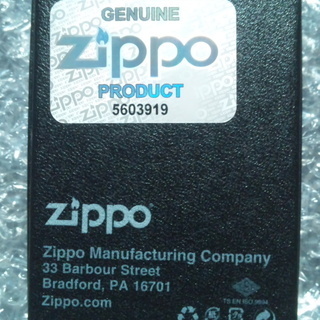 GENUINE
zippo
PRODUCT
5603919
zippo
Zippo Manufacturing Company
33 Barbour Street
Bradford, PA 16701
Zippo.com